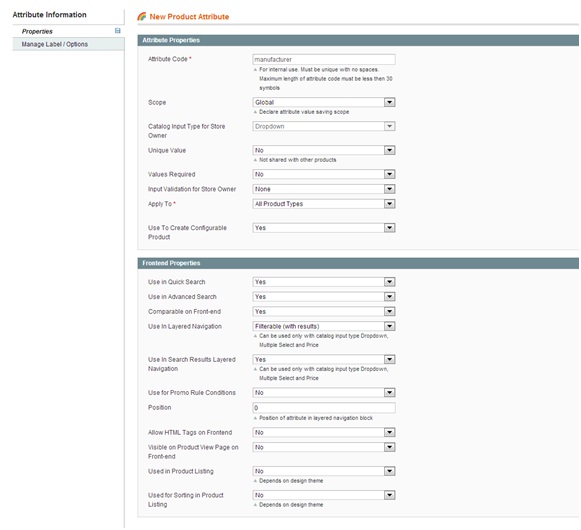 Attribute Information
Properties
Manage Label / Options
New Product Attribute
Attribute Properties
Attribute Code *
manufacturer
For internal use. Must be unique with no spaces.
Maximum length of attribute code must be less then 30
symbols
Scope
Global
Declare attribute value saving scope
Catalog Input Type for Store
Owner
Dropdown
Unique Value
No
Not shared with other products
Values Required
No
Input Validation for Store Owner
None
Apply To *
All Product Types
Use To Create Configurable
Product
Yes
Frontend Properties
Use in Quick Search
Yes
Use in Advanced Search
Yes
Comparable on Front-end
Yes
Use In Layered Navigation
Filterable (with results)
Can be used only with catalog input type Dropdown,
Multiple Select and Price
Use In Search Results Layered
Navigation
Yes
Can be used only with catalog input type Dropdown,
Multiple Select and Price
Use for Promo Rule Conditions
No
Position
0
Position of attribute in layered navigation block
Allow HTML Tags on Frontend
No
Visible on Product View Page on
Front-end
No
Used in Product Listing
No
Depends on design theme
Used for Sorting in Product
Listing
No
Depends on design theme